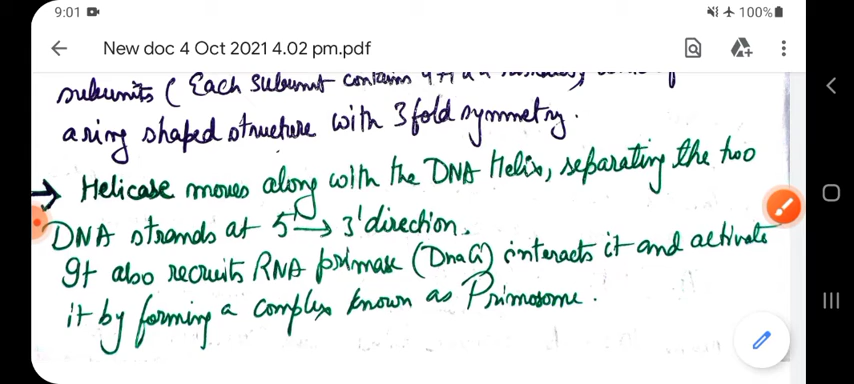 9:01 100%
New doc 4 Oct 2021 4.02 pm.pdf
subunits ( Each subunit contains
a ring shaped structure with 3 fold symmetry.
→ Helicase moves along with the DNA Helix, separating the two
DNA strands at 5' → 3' direction.
It also recruits RNA primase (DnaG) interacts it and activate
it by forming a complex known as Primosome.